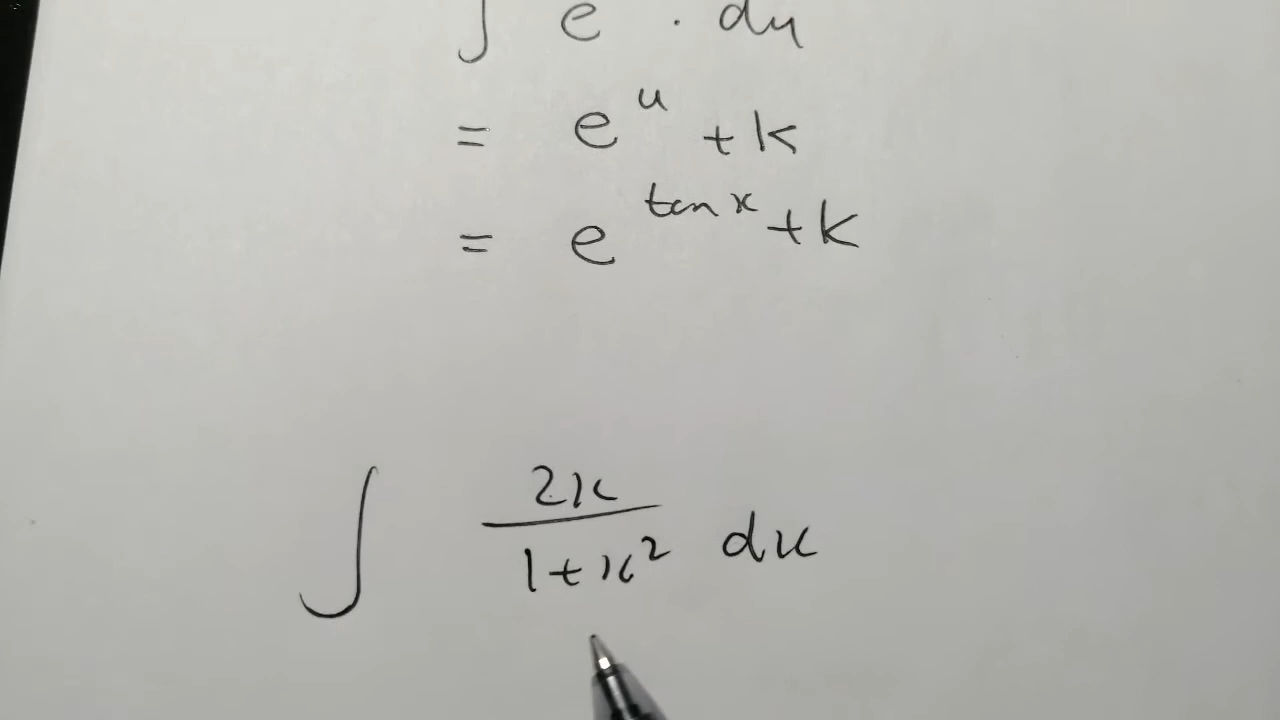 ∫ e · du
= e^u + k
= e^tan x + k
∫ 2x/(1+x²) dx